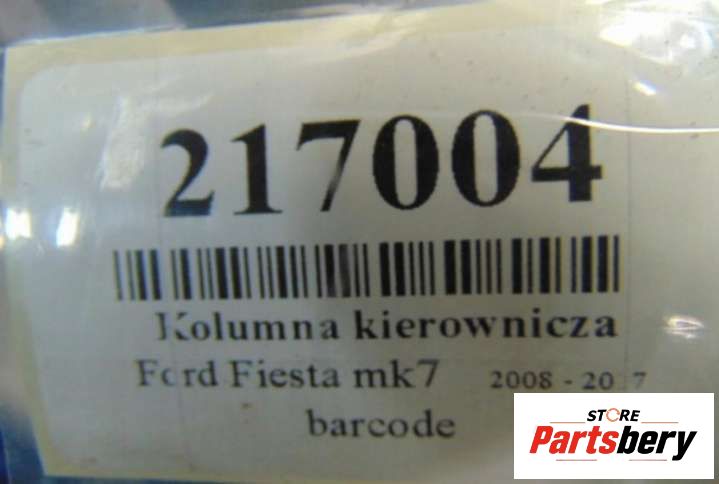 217004
Kolumna kierownicza
Ford Fiesta mk7 2008 - 2017
barcode
STORE
Partsbery